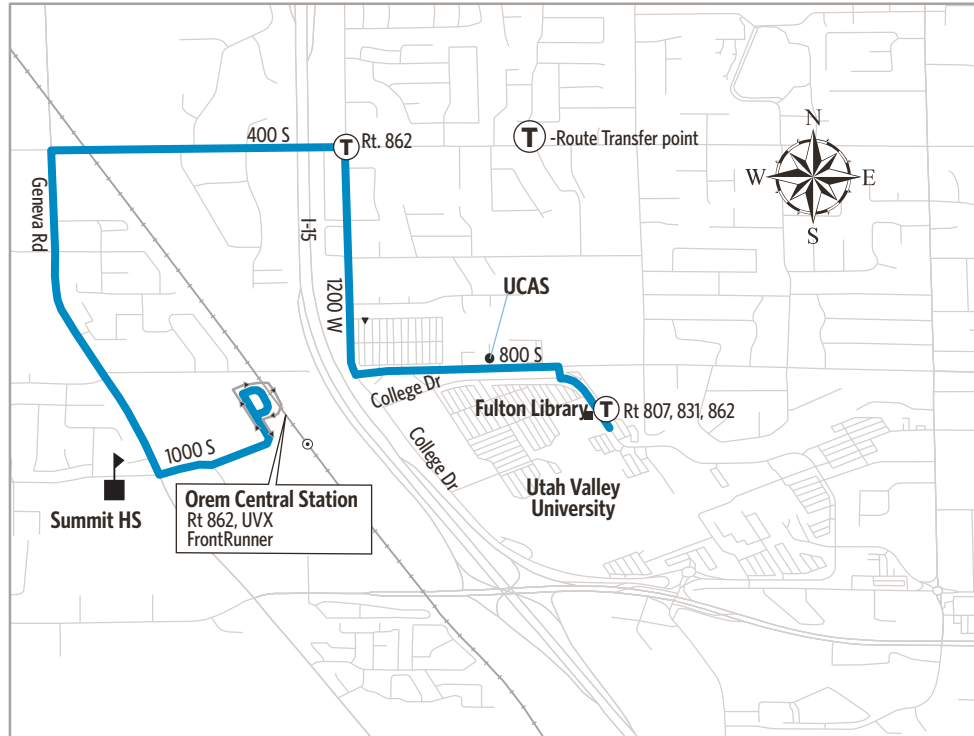 400 S
T Rt. 862
T -Route Transfer point
N
W E
S
Geneva Rd
I-15
1200 W
UCAS
800 S
College Dr
Fulton Library T Rt 807, 831, 862
College Dr
1000 S
Summit HS
Orem Central Station
Rt 862, UVX
FrontRunner
Utah Valley
University